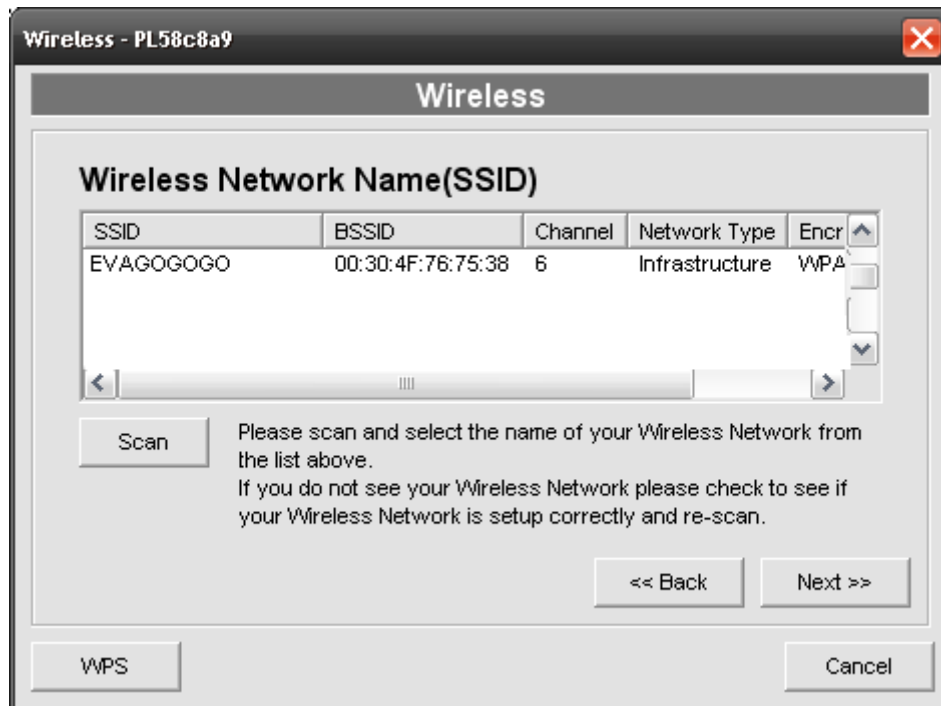 Wireless - PL58c8a9
Wireless
Wireless Network Name(SSID)
SSID BSSID Channel Network Type Encr
EVAGOGOGO 00:30:4F:76:75:38 6 Infrastructure WPA
Scan
Please scan and select the name of your Wireless Network from
the list above.
If you do not see your Wireless Network please check to see if
your Wireless Network is setup correctly and re-scan.
<< Back Next >>
WPS Cancel